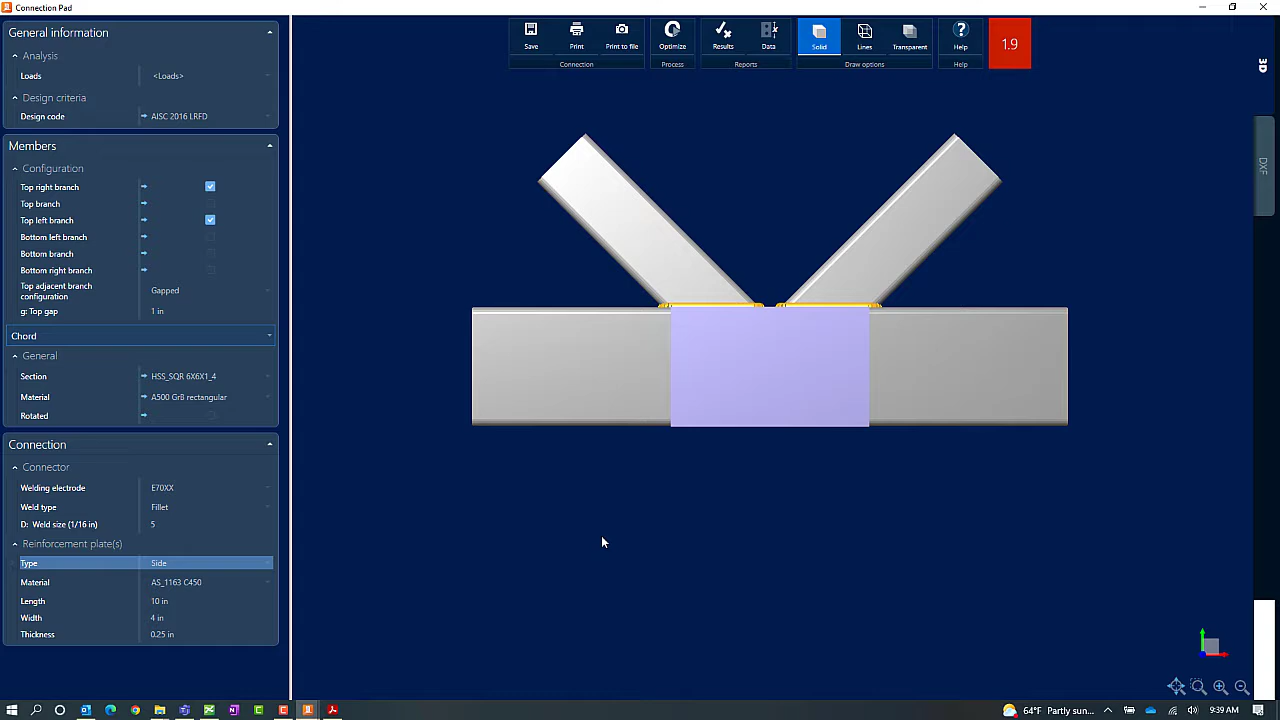 Connection Pad
General information
Analysis
Loads <Loads>
Design criteria
Design code AISC 2016 LRFD
Members
Configuration
Top right branch
Top branch
Top left branch
Bottom left branch
Bottom branch
Bottom right branch
Top adjacent branch
configuration Gapped
g: Top gap 1 in
Chord
General
Section HSS_SQR 6X6X1_4
Material A500 GrB rectangular
Rotated
Connection
Connector
Welding electrode E70XX
Weld type Fillet
D: Weld size (1/16 in) 5
Reinforcement plate(s)
Type Side
Material AS_1163 C450
Length 10 in
Width 4 in
Thickness 0.25 in
Save Print Print to file Optimize Results Data Solid Lines Transparent Help 1.9
Connection Process Reports Draw options Help
3D
DXF
64°F Partly sun... 9:39 AM